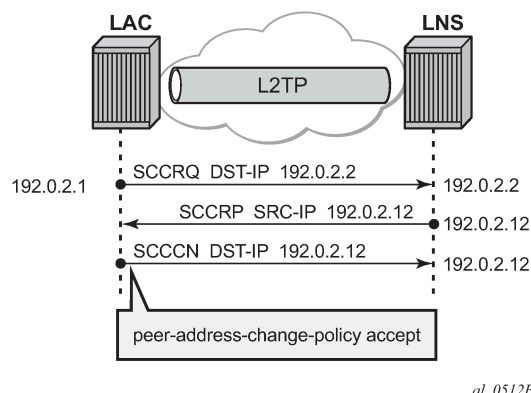 LAC
LNS
L2TP
SCCRQ DST-IP 192.0.2.2
192.0.2.1
192.0.2.2
SCCRP SRC-IP 192.0.2.12
192.0.2.12
SCCCN DST-IP 192.0.2.12
192.0.2.12
peer-address-change-policy accept
al_0512B